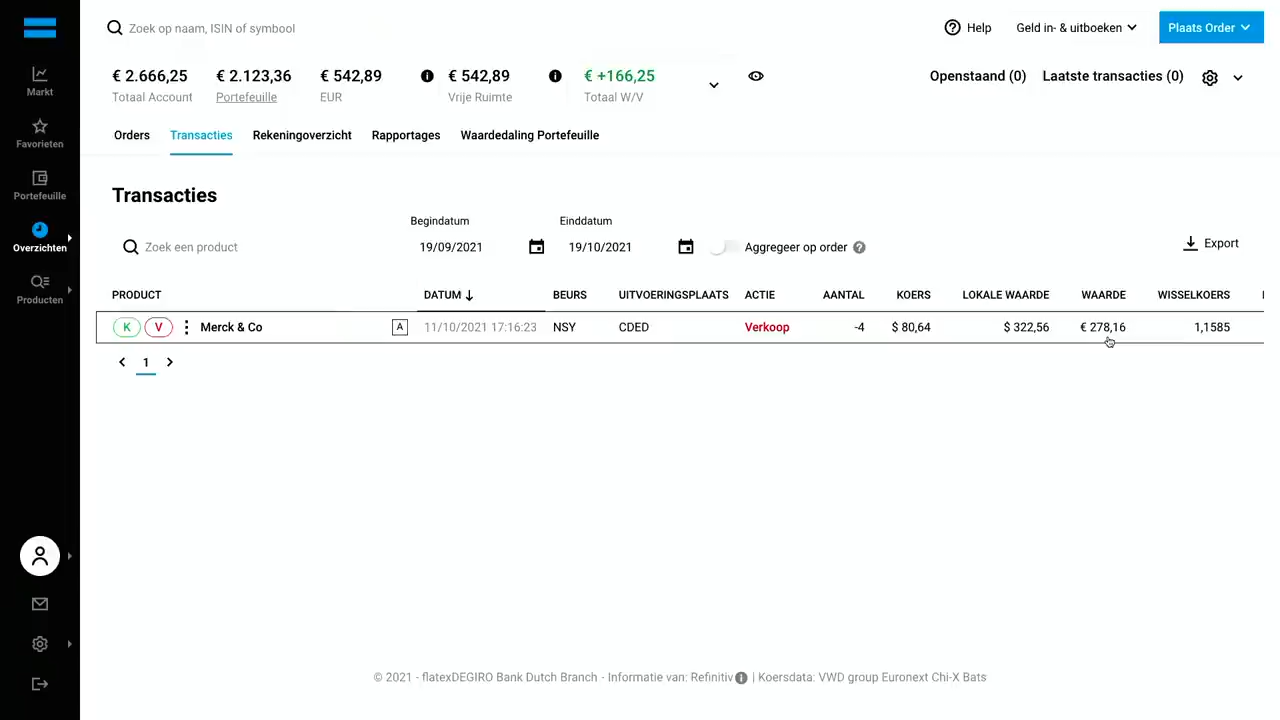 Zoek op naam, ISIN of symbool
Help
Geld in- & uitboeken
Plaats Order
€ 2.666,25 € 2.123,36 € 542,89 € 542,89 € +166,25
Totaal Account Portefeuille EUR Vrije Ruimte Totaal W/V
Openstaand (0) Laatste transacties (0)
Markt
Favorieten
Portefeuille
Overzichten
Producten
Orders Transacties Rekeningoverzicht Rapportages Waardedaling Portefeuille
Transacties
Begindatum Einddatum
Zoek een product 19/09/2021 19/10/2021 Aggregeer op order Export
PRODUCT DATUM BEURS UITVOERINGSPLAATS ACTIE AANTAL KOERS LOKALE WAARDE WAARDE WISSELKOERS
K V Merck & Co A 11/10/2021 17:16:23 NSY CDED Verkoop -4 $ 80,64 $ 322,56 € 278,16 1,1585
1
© 2021 - flatexDEGIRO Bank Dutch Branch - Informatie van: Refinitiv | Koersdata: VWD group Euronext Chi-X Bats